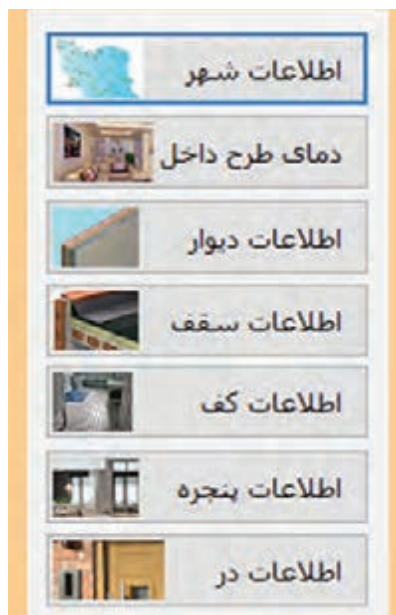 اطلاعات شهر
دمای طرح داخل
اطلاعات دیوار
اطلاعات سقف
اطلاعات کف
اطلاعات پنجره
اطلاعات در